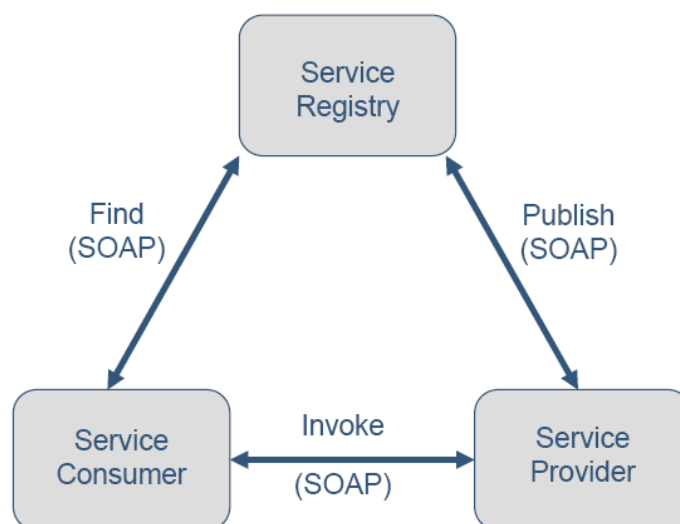 Service
Registry
Find
(SOAP)
Publish
(SOAP)
Service
Consumer
Invoke
(SOAP)
Service
Provider